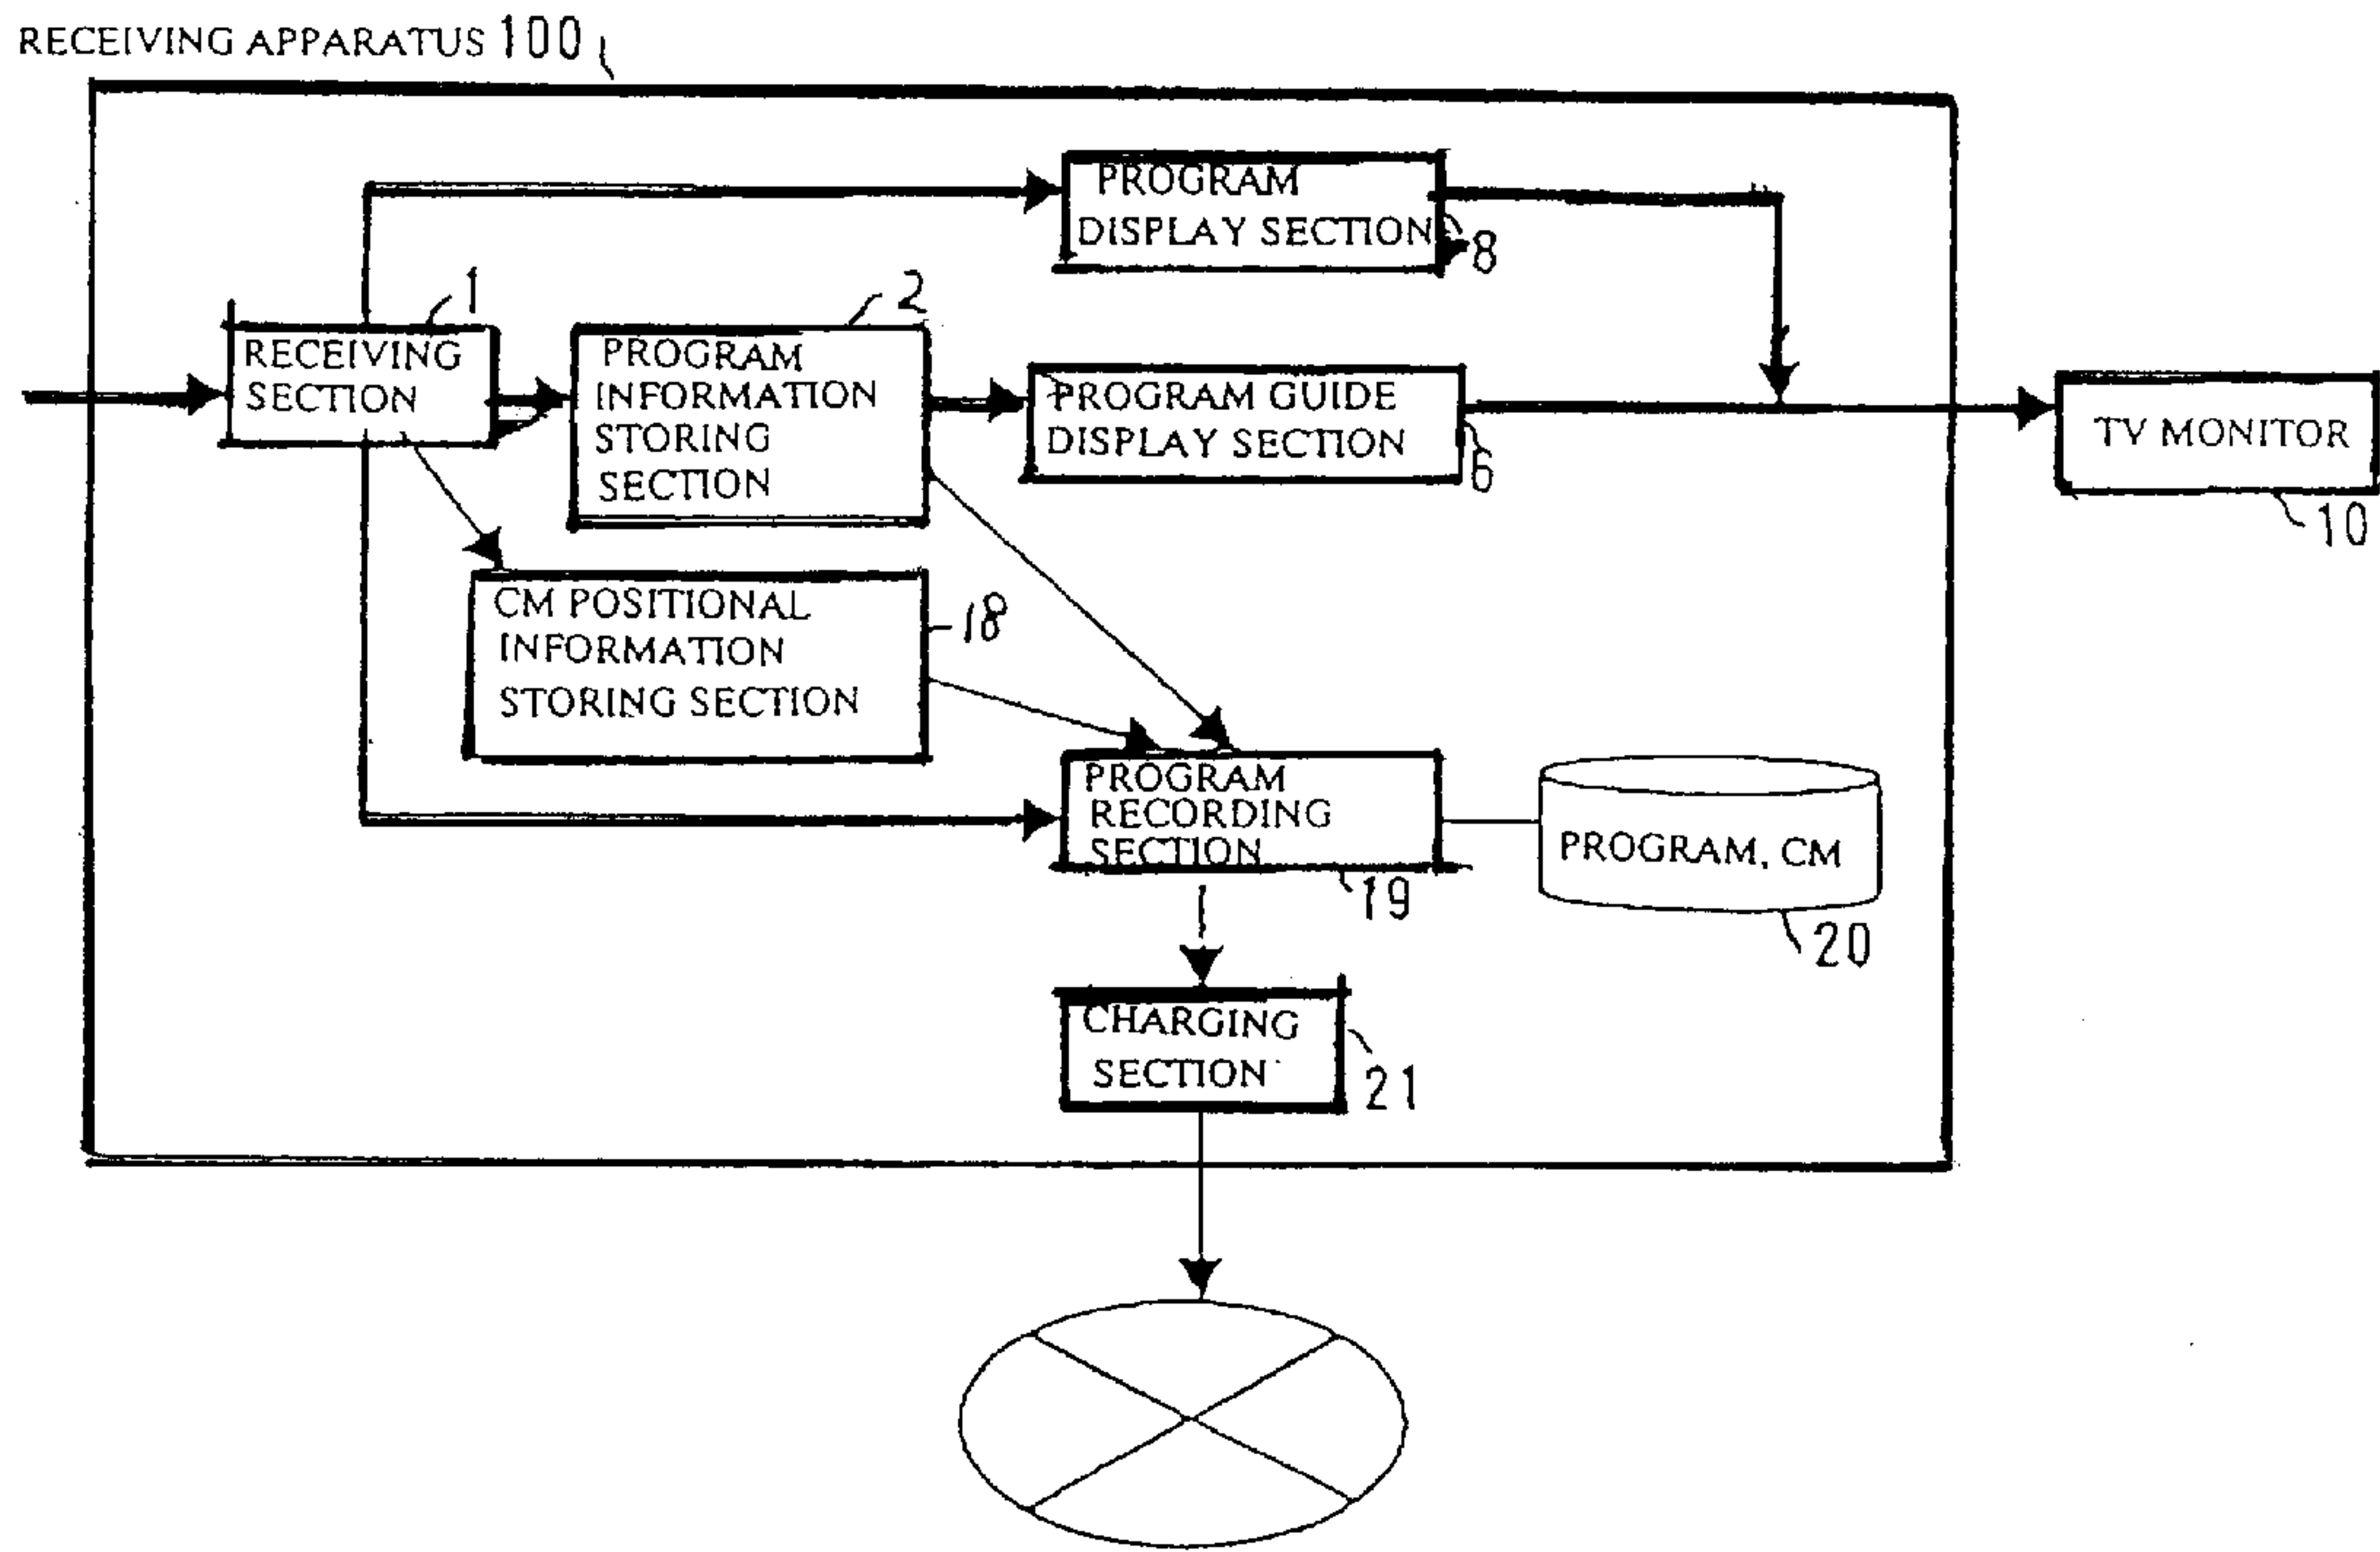 RECEIVING APPARATUS 100
PROGRAM
DISPLAY SECTION
8
1
RECEIVING
SECTION
2
PROGRAM
INFORMATION
STORING
SECTION
PROGRAM GUIDE
DISPLAY SECTION
6
TV MONITOR
10
CM POSITIONAL
INFORMATION
STORING SECTION
18
PROGRAM
RECORDING
SECTION
19
PROGRAM, CM
20
CHARGING
SECTION
21